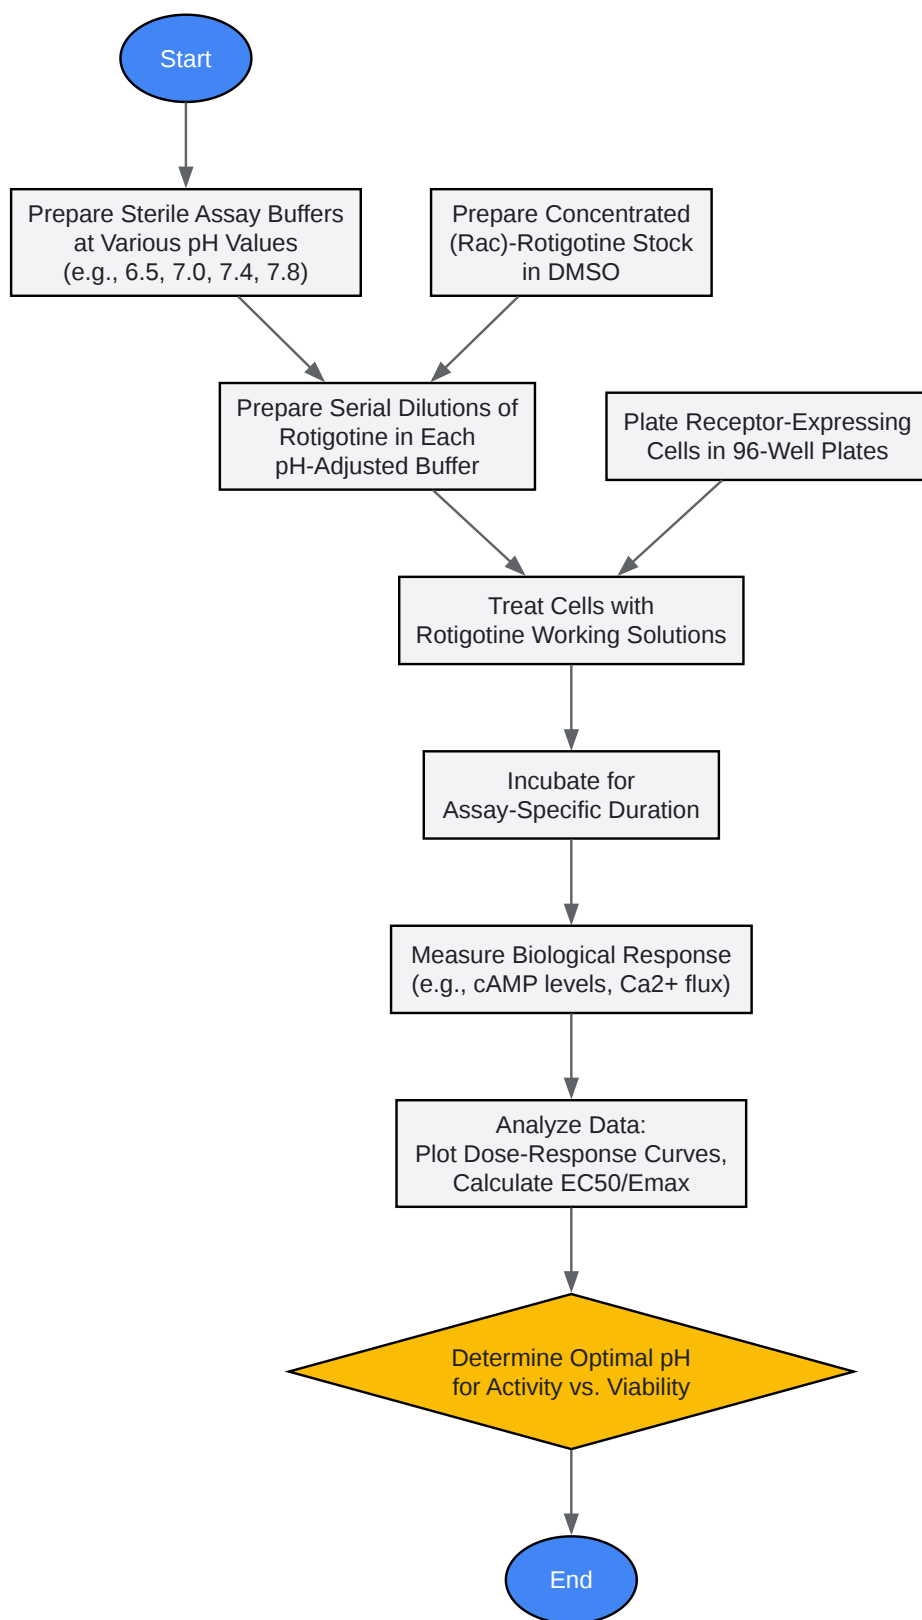 Start
Prepare Sterile Assay Buffers
at Various pH Values
(e.g., 6.5, 7.0, 7.4, 7.8)
Prepare Concentrated
(Rac)-Rotigotine Stock
in DMSO
Prepare Serial Dilutions of
Rotigotine in Each
pH-Adjusted Buffer
Plate Receptor-Expressing
Cells in 96-Well Plates
Treat Cells with
Rotigotine Working Solutions
Incubate for
Assay-Specific Duration
Measure Biological Response
(e.g., cAMP levels, Ca2+ flux)
Analyze Data:
Plot Dose-Response Curves,
Calculate EC50/Emax
Determine Optimal pH
for Activity vs. Viability
End